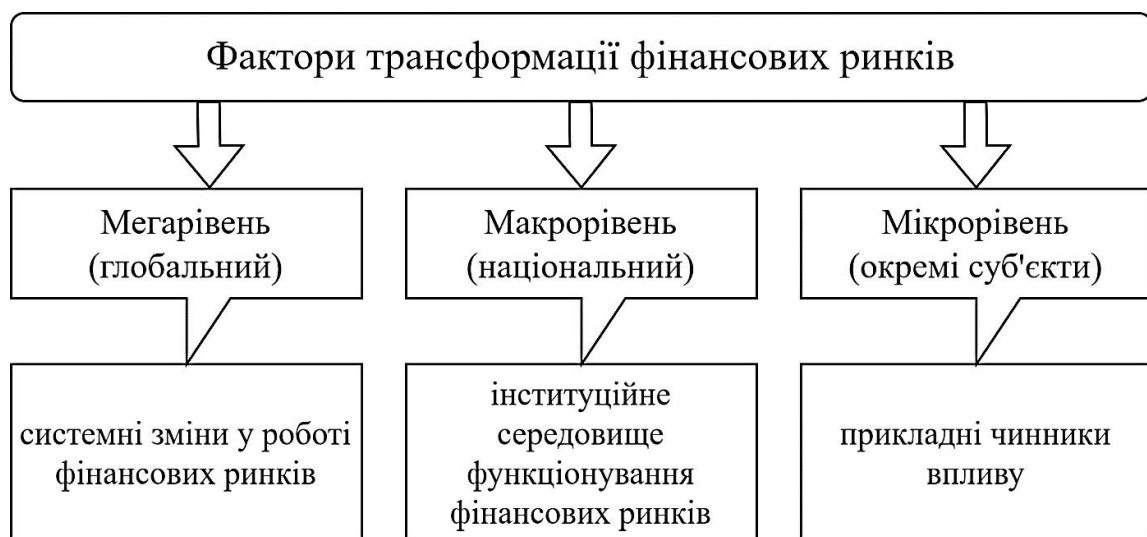 Фактори трансформації фінансових ринків
Мегарівень
(глобальний)
Макрорівень
(національний)
Мікрорівень
(окремі суб'єкти)
системні зміни у роботі
фінансових ринків
інституційне
середовище
функціонування
фінансових ринків
прикладні чинники
впливу